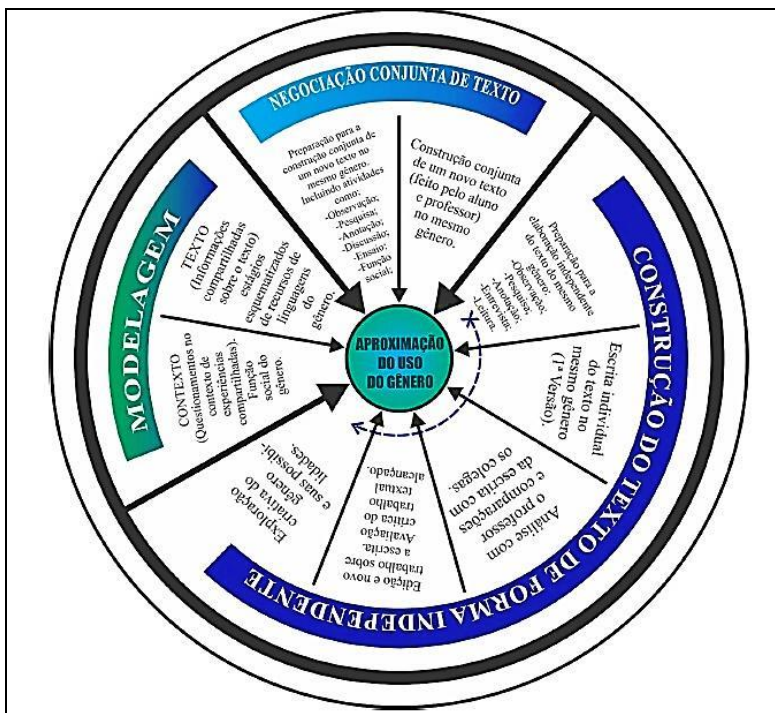 NEGOCIAÇÃO CONJUNTA DE TEXTO
Preparação para a
construção conjunta de
um novo texto no
mesmo gênero.
Incluindo atividades
como:
-Observação;
-Pesquisa;
-Anotação;
-Discussão;
-Ensaio;
-Função
social;
Construção conjunta
de um novo texto
(feito pelo aluno
e professor)
no mesmo
gênero.
CONSTRUÇÃO DO TEXTO DE FORMA INDEPENDENTE
Preparação para a
elaboração independente
do texto do mesmo
gênero:
-Observação;
-Pesquisa;
-Anotação;
-Entrevista;
-Leitura.
Escrita individual
do texto no
mesmo gênero
(1ª Versão).
Análise com
o professor
e comparações
da escrita com
os colegas.
Edição e novo
trabalho sobre
a escrita.
Avaliação
crítica do
trabalho
textual
alcançado.
Exploração
criativa do
gênero
e suas possibi-
lidades.
MODELAGEM
CONTEXTO
(Questionamentos no
contexto de
experiências
compartilhadas).
Função
social do
gênero.
TEXTO
(Informações
compartilhadas
sobre o texto)
estágios
esquematizados
de recursos de
linguagens
do
gênero.
APROXIMAÇÃO
DO USO
DO GÊNERO